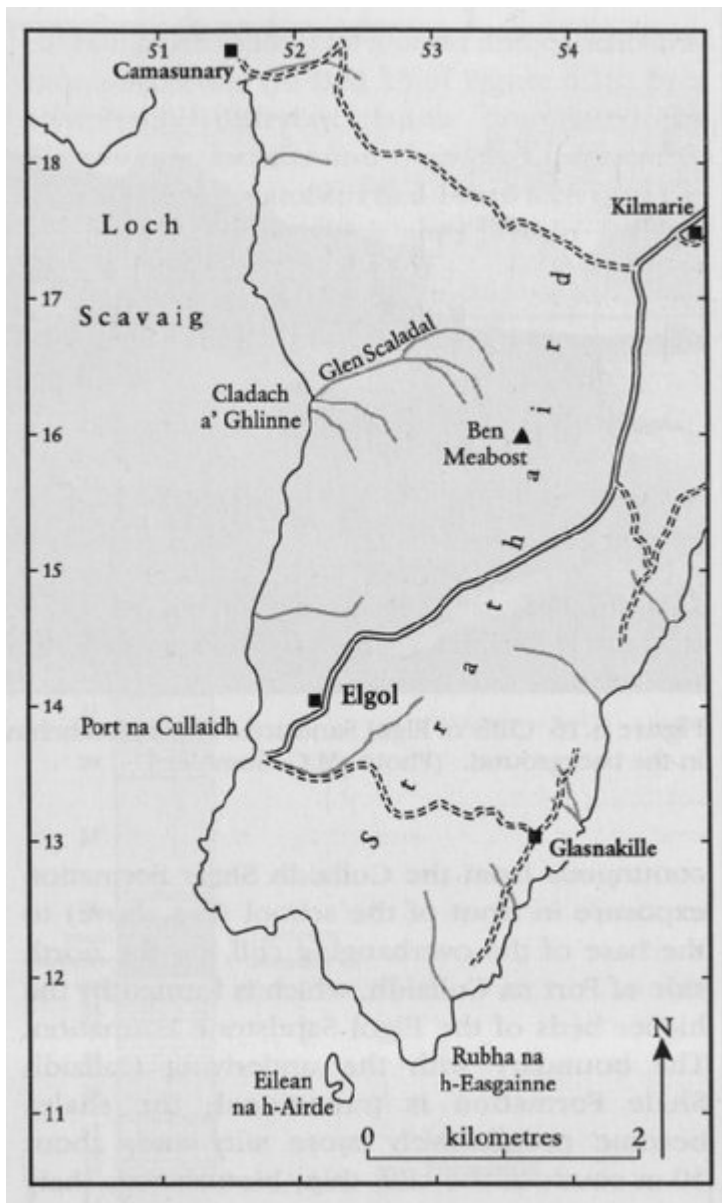 51 52 53 54
Camasunary
18
Kilmarie
Loch
17
Scavaig
Glen Scaladal
Cladach
a' Ghlinne
16
Ben
Meabost
15
Strathaird
14
Elgol
Port na Cullaidh
13
Glasnakille
12
N
Rubha na
h-Easgainne
Eilean
na h-Airde
11
0 kilometres 2